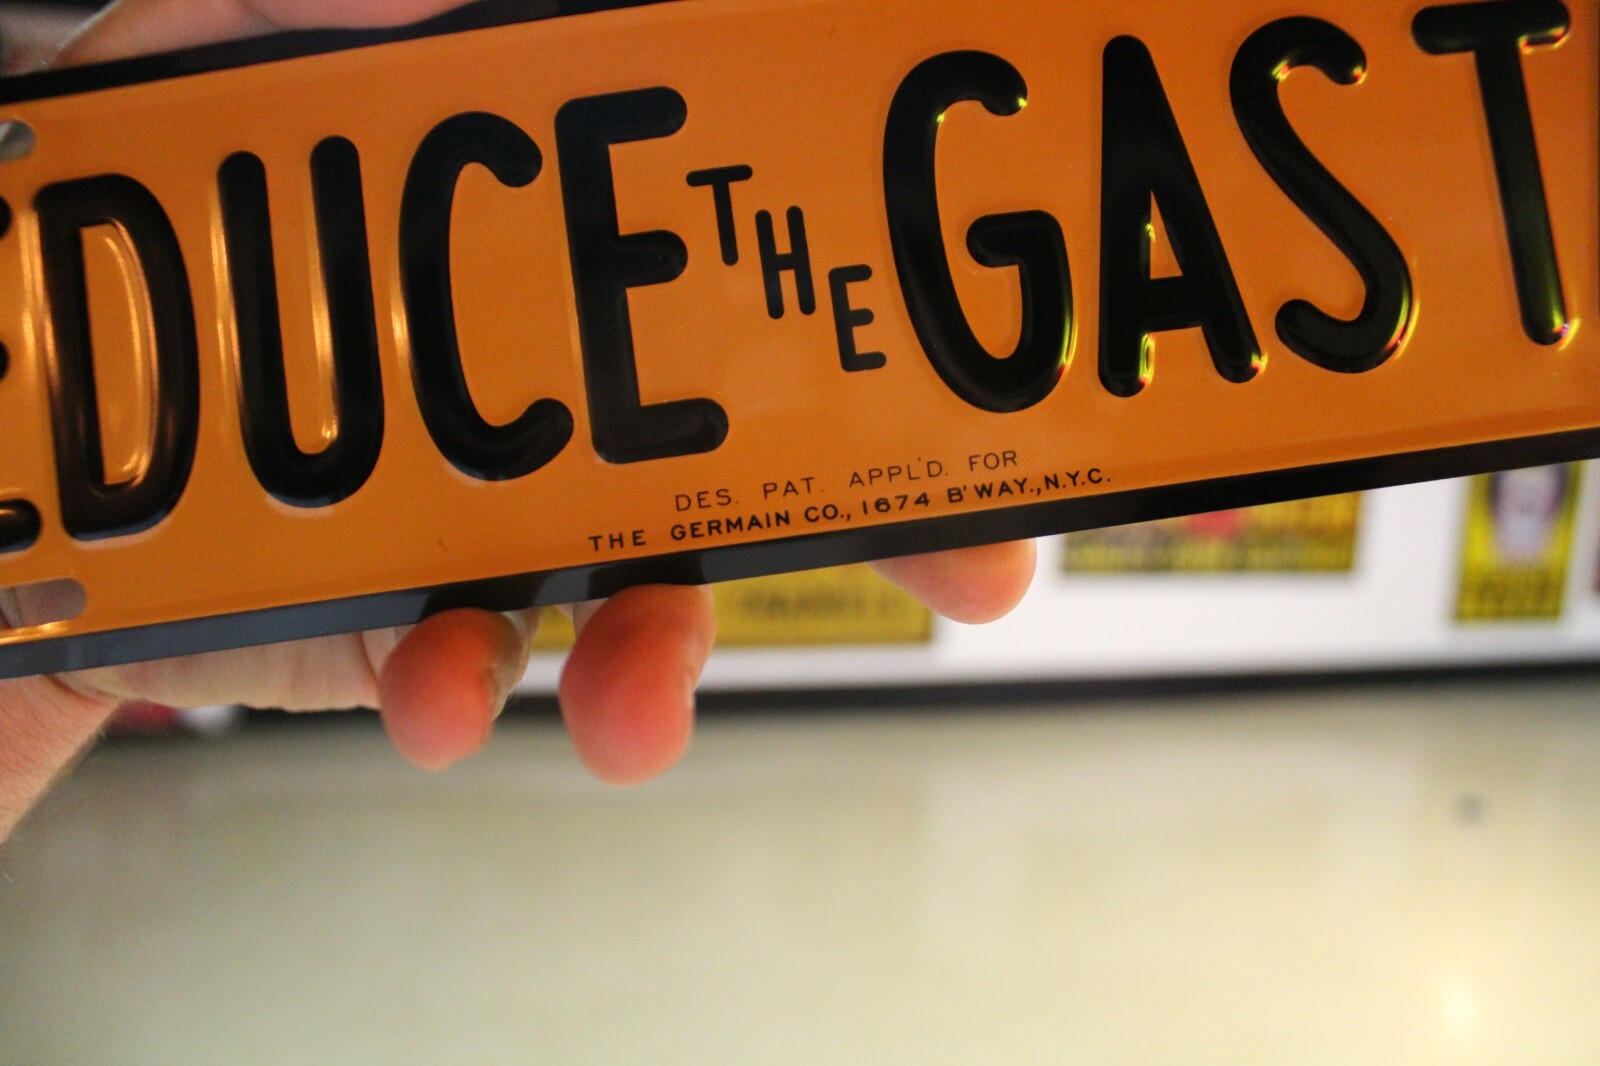 EDUCE THE GAS T
DES. PAT. APPL'D. FOR
THE GERMAIN CO., 1674 B'WAY., N.Y.C.